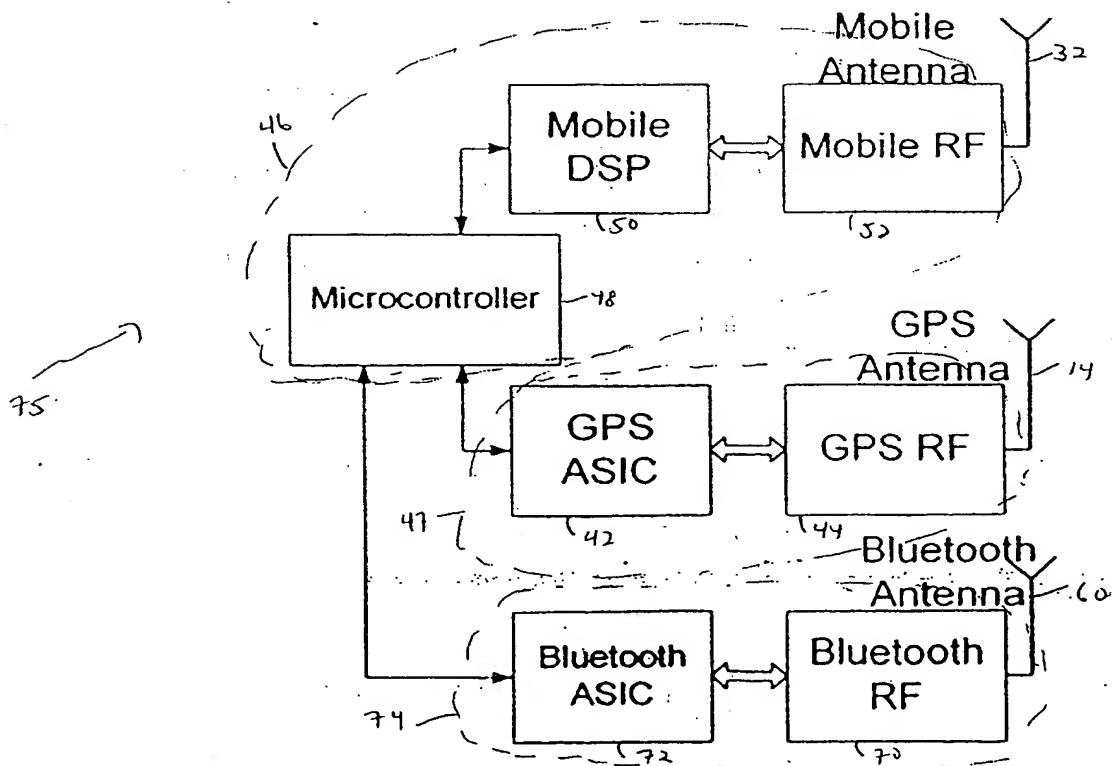 Mobile
Antenna
32
46
Mobile
DSP
Mobile RF
50
52
Microcontroller
48
GPS
Antenna
14
75
GPS
ASIC
GPS RF
47
42
44
Bluetooth
Antenna
60
Bluetooth
ASIC
Bluetooth
RF
74
72
70